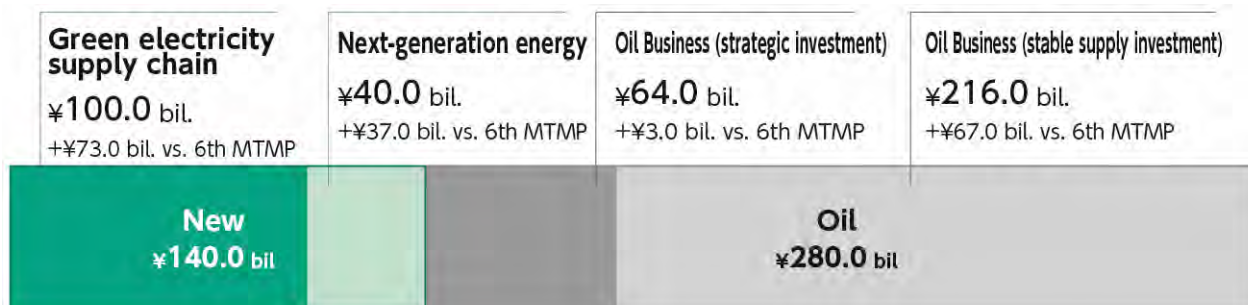 Green electricity
supply chain
¥100.0 bil.
+¥73.0 bil. vs. 6th MTMP
Next-generation energy
¥40.0 bil.
+¥37.0 bil. vs. 6th MTMP
Oil Business (strategic investment)
¥64.0 bil.
+¥3.0 bil. vs. 6th MTMP
Oil Business (stable supply investment)
¥216.0 bil.
+¥67.0 bil. vs. 6th MTMP
New
¥140.0 bil
Oil
¥280.0 bil